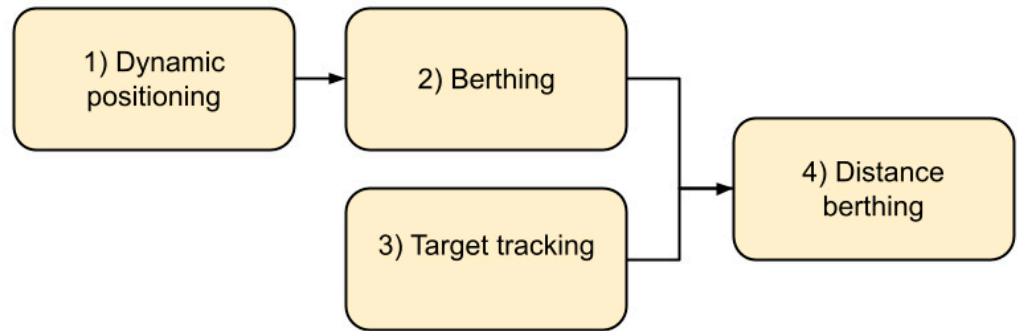 1) Dynamic
positioning
2) Berthing
3) Target tracking
4) Distance
berthing